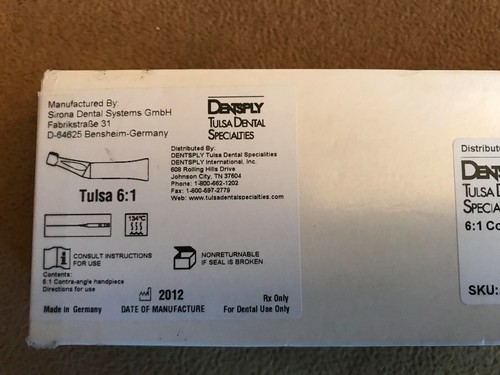 Manufactured By:
Sirona Dental Systems GmbH
Fabrikstraße 31
D-64625 Bensheim-Germany
Tulsa 6:1
134°C
CONSULT INSTRUCTIONS
FOR USE
Contents:
6:1 Contra-angle handpiece
Directions for use
Made in Germany
DENTSPLY
TULSA DENTAL
SPECIALTIES
Distributed By:
DENTSPLY Tulsa Dental Specialties
DENTSPLY International, Inc.
608 Rolling Hills Drive
Johnson City, TN 37604
Phone: 1-800-662-1202
Fax: 1-800-597-2779
Web: www.tulsadentalspecialties.com
NONRETURNABLE
IF SEAL IS BROKEN
2012
DATE OF MANUFACTURE
Rx Only
For Dental Use Only
Distribute
DEN
TULSA
SPECIA
6:1 Co
SKU: